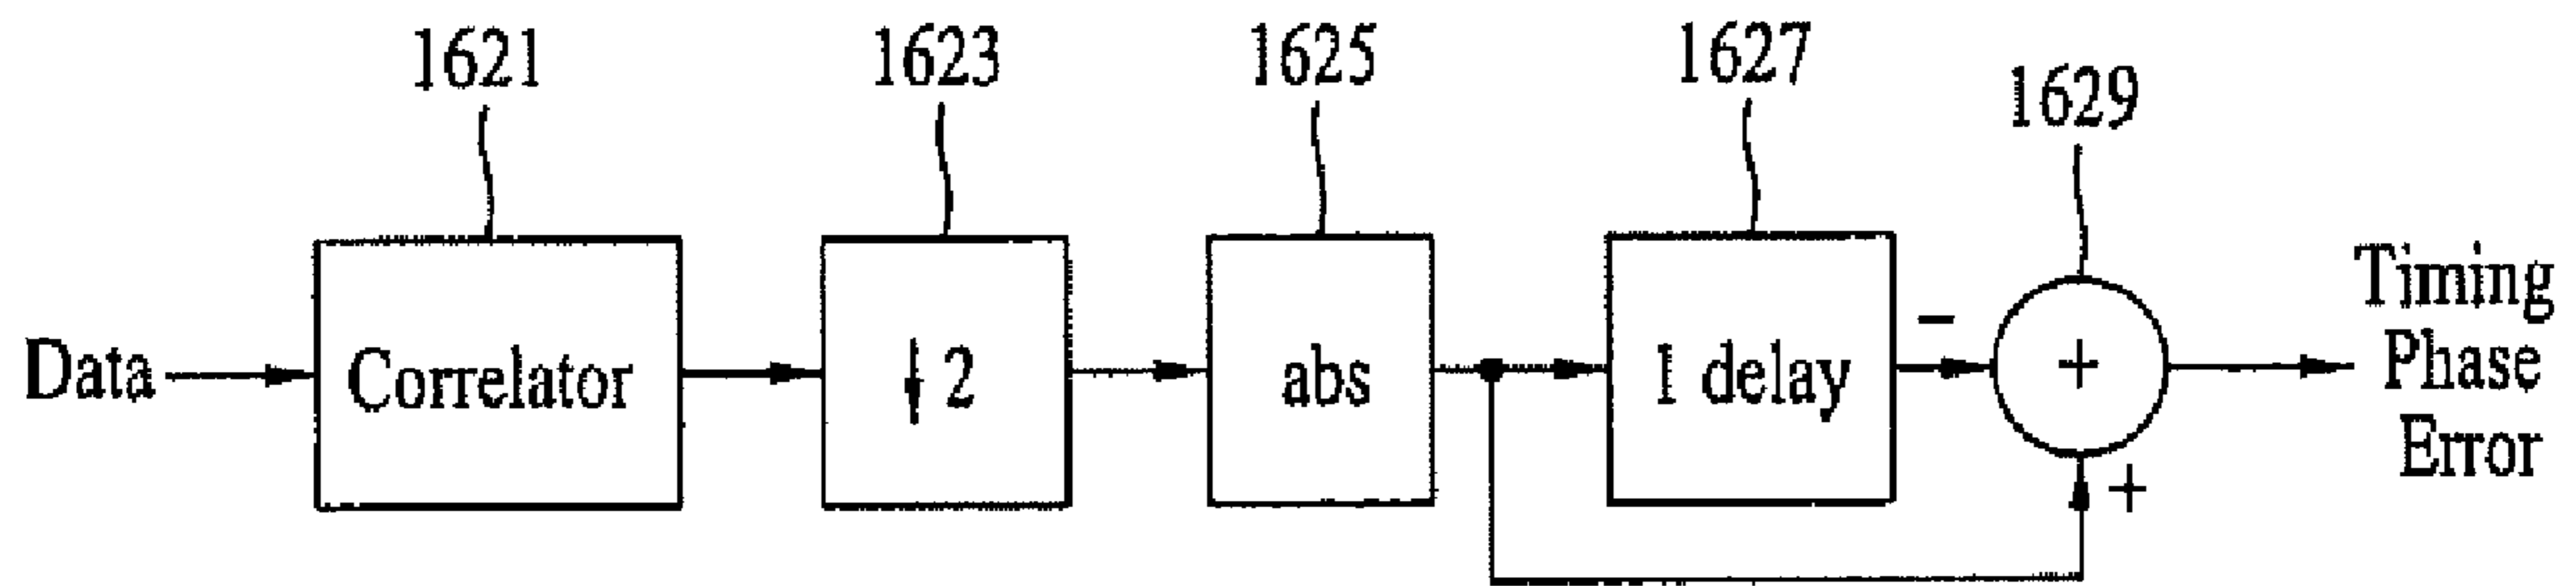 1621
1623
1625
1627
1629
Data
Correlator
↓ 2
abs
1 delay
−
+
+
Timing
Phase
Error